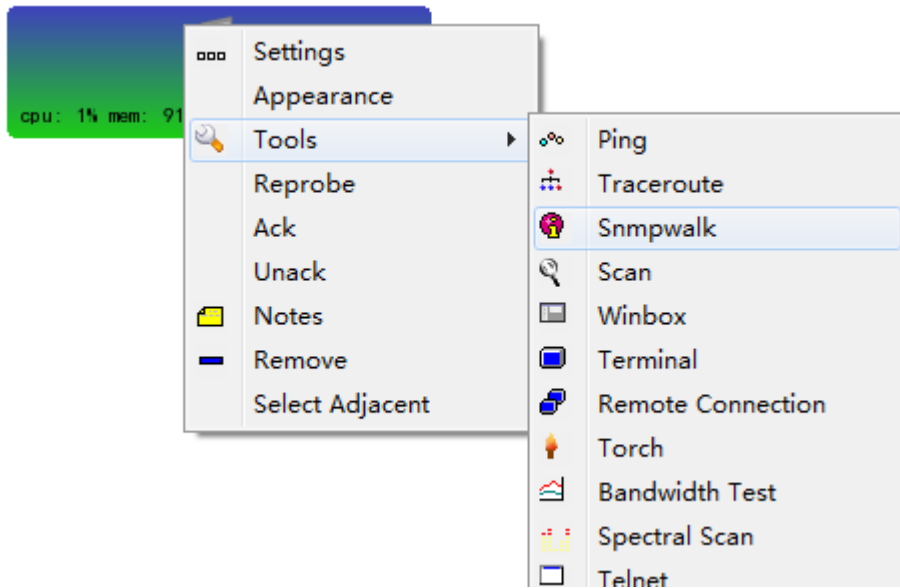 cpu: 1% mem: 91
Settings
Appearance
Tools
Reprobe
Ack
Unack
Notes
Remove
Select Adjacent
Ping
Traceroute
Snmpwalk
Scan
Winbox
Terminal
Remote Connection
Torch
Bandwidth Test
Spectral Scan
Telnet